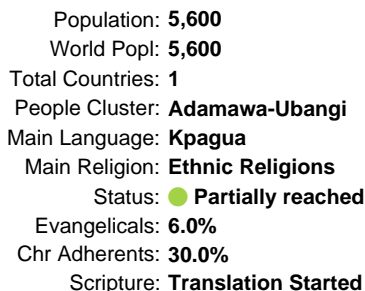 Population: 5,600
World Popl: 5,600
Total Countries: 1
People Cluster: Adamawa-Ubangi
Main Language: Kpagua
Main Religion: Ethnic Religions
Status: Partially reached
Evangelicals: 6.0%
Chr Adherents: 30.0%
Scripture: Translation Started